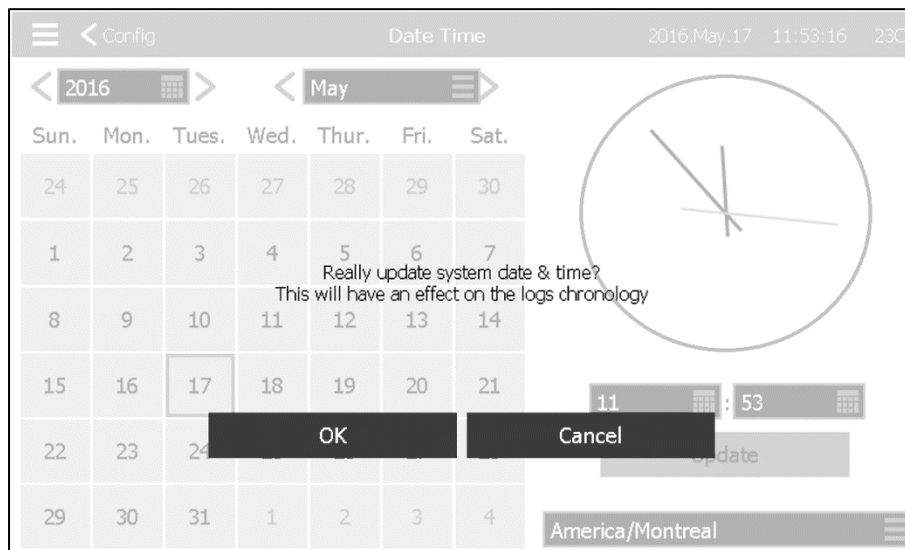 Config Date Time 2016.May.17 11:53:16 23C
2016 May
Sun. Mon. Tues. Wed. Thur. Fri. Sat.
24 25 26 27 28 29 30
1 2 3 4 5 6 7
Really update system date & time?
This will have an effect on the logs chronology
8 9 10 11 12 13 14
15 16 17 18 19 20 21
11 : 53
OK Cancel
Update
22 23 24
29 30 31 1 2 3 4
America/Montreal